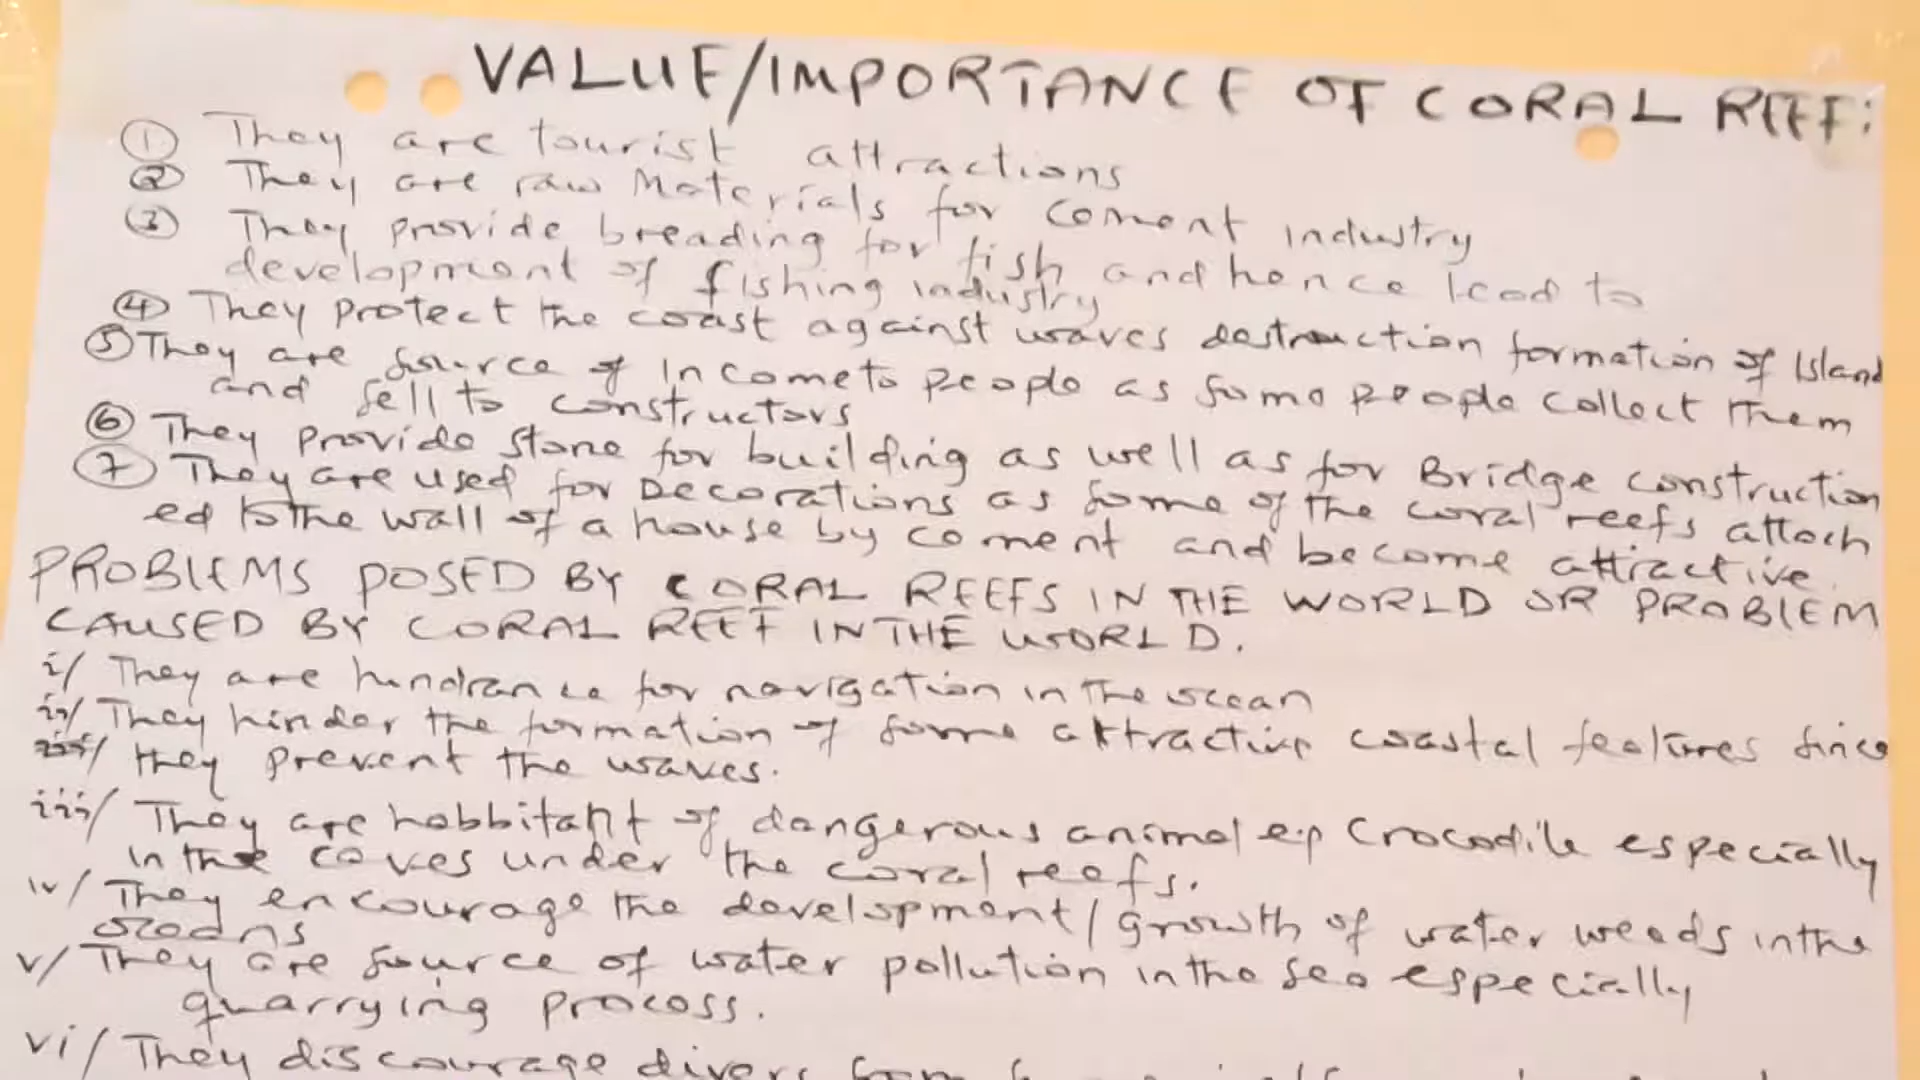 VALUE/IMPORTANCE OF CORAL REEF:
① They are tourist attractions
② They are raw Materials for coment industry
③ They provide breading for fish and hence lead to
development of fishing industry
④ They protect the coast against waves destruction formation of Island
⑤ They are source of income to people as some people collect them
and sell to constructors
⑥ They provide stone for building as well as for Bridge construction
⑦ They are used for Decorations as some of the coral reefs attach
ed to the wall of a house by coment and become attractive.
PROBLEMS POSED BY CORAL REEFS IN THE WORLD OR PROBLEM
CAUSED BY CORAL REEF IN THE WORLD.
i/ They are hindrance for navigation in the ocean
ii/ They hinder the formation of some attractive coastal features since
they prevent the waves.
iii/ They are habbitant of dangerous animal e.g Crocodile especially
in the caves under the coral reefs.
iv/ They encourage the development/growth of water weeds in the
v/ They are source of water pollution in the sea especially
quarrying process.
vi/ They discourage divers from